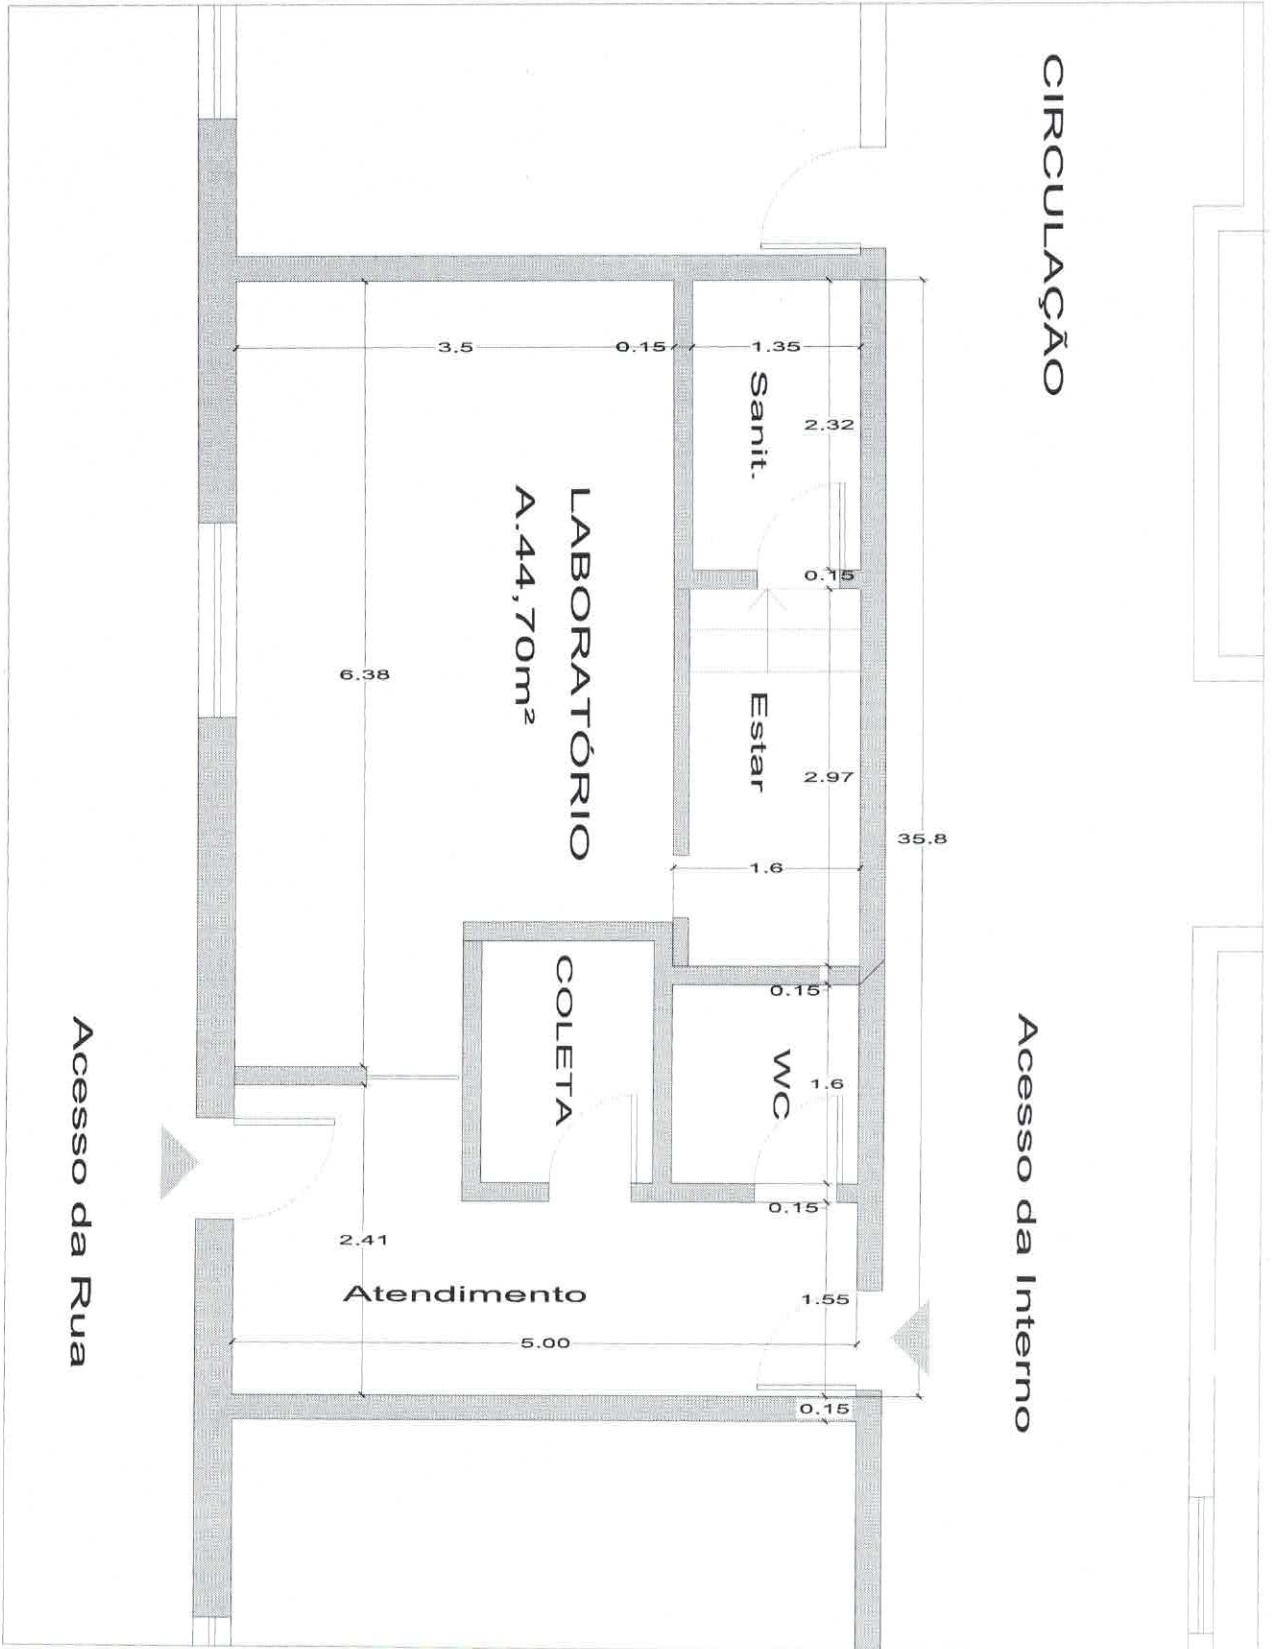 CIRCULAÇÃO
3.5
0.15
1.35
Sanit.
2.32
LABORATÓRIO
A.44,70m²
0.15
6.38
Estar
2.97
35.8
1.6
COLETA
0.15
WC
1.6
Acesso da Rua
Acesso da Interno
0.15
2.41
Atendimento
1.55
5.00
0.15